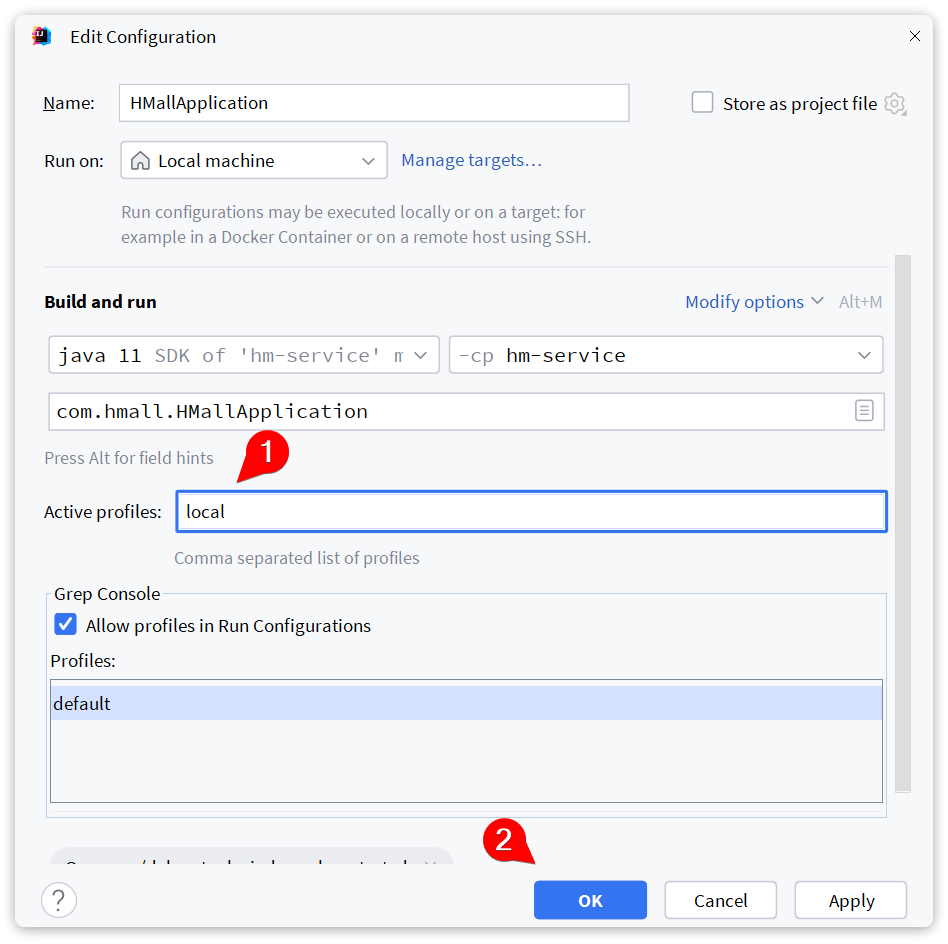 Edit Configuration
Name: HMallApplication Store as project file
Run on: Local machine Manage targets...
Run configurations may be executed locally or on a target: for
example in a Docker Container or on a remote host using SSH.
Build and run Modify options Alt+M
java 11 SDK of 'hm-service' m -cp hm-service
com.hmall.HMallApplication
1
Press Alt for field hints
Active profiles: local
Comma separated list of profiles
Grep Console
Allow profiles in Run Configurations
Profiles:
default
2
? OK Cancel Apply